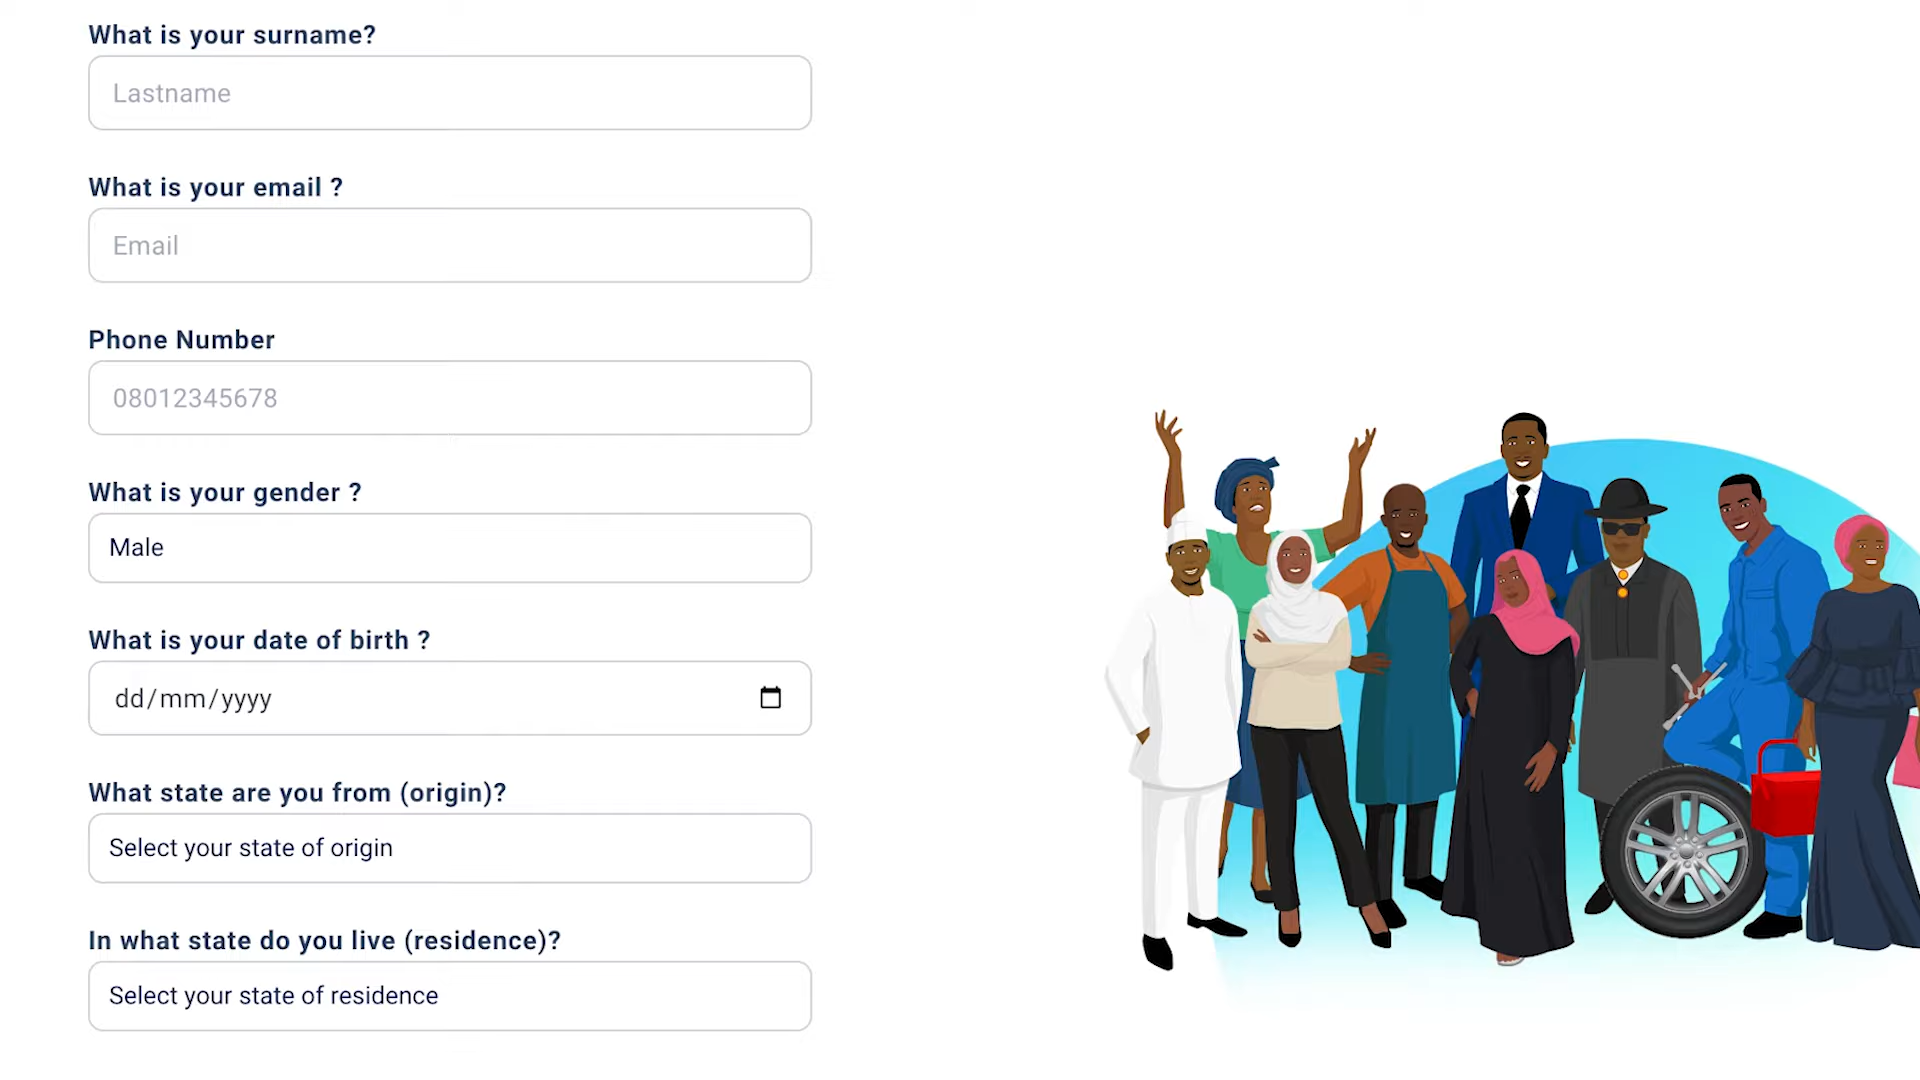 What is your surname?
Lastname
What is your email ?
Email
Phone Number
08012345678
What is your gender ?
Male
What is your date of birth ?
dd/mm/yyyy
What state are you from (origin)?
Select your state of origin
In what state do you live (residence)?
Select your state of residence